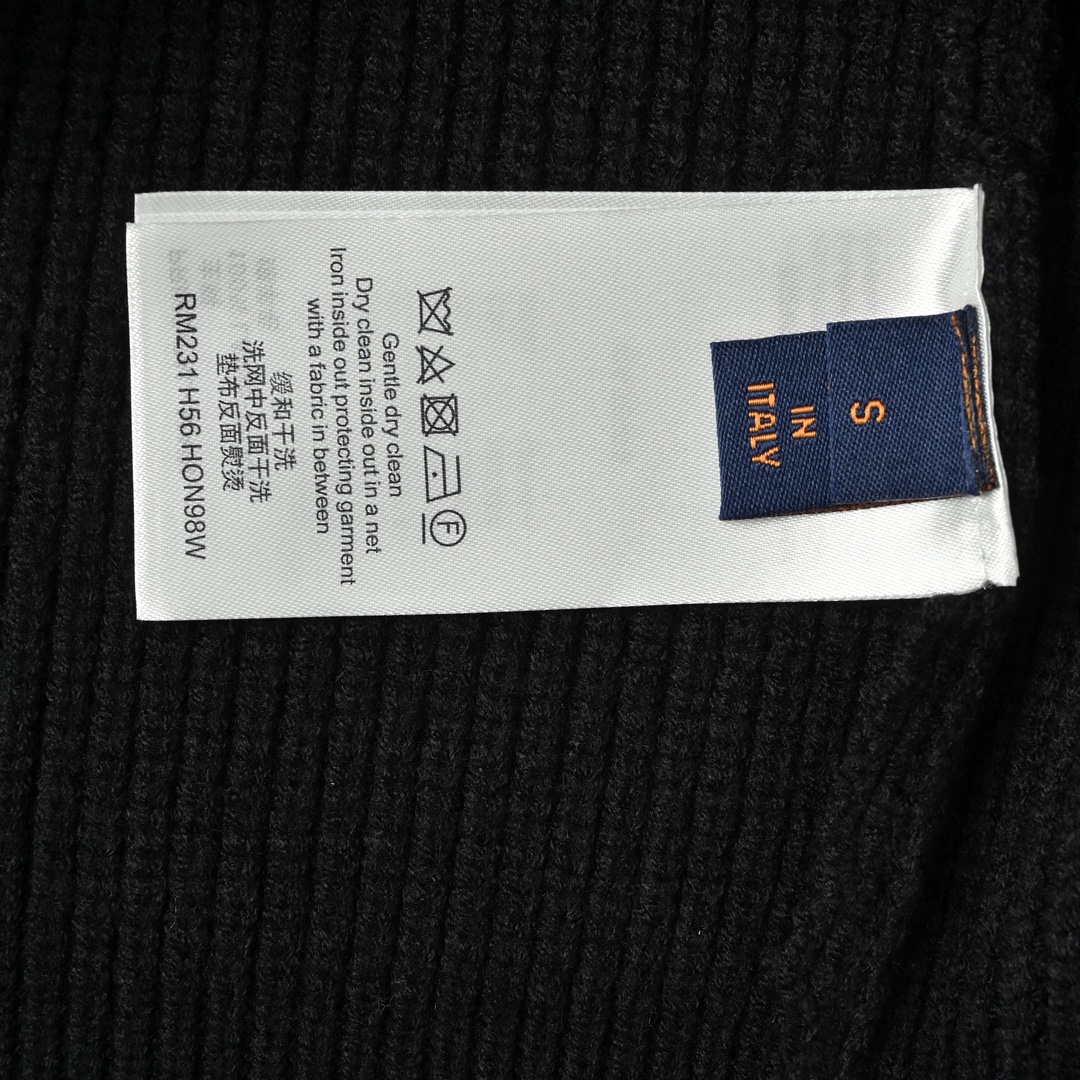 S
IN
ITALY
F
Gentle dry clean
Dry clean inside out in a net
Iron inside out protecting garment
with a fabric in between
缓和干洗
洗网中反面干洗
垫布反面熨烫
RM231 H56 HON98W